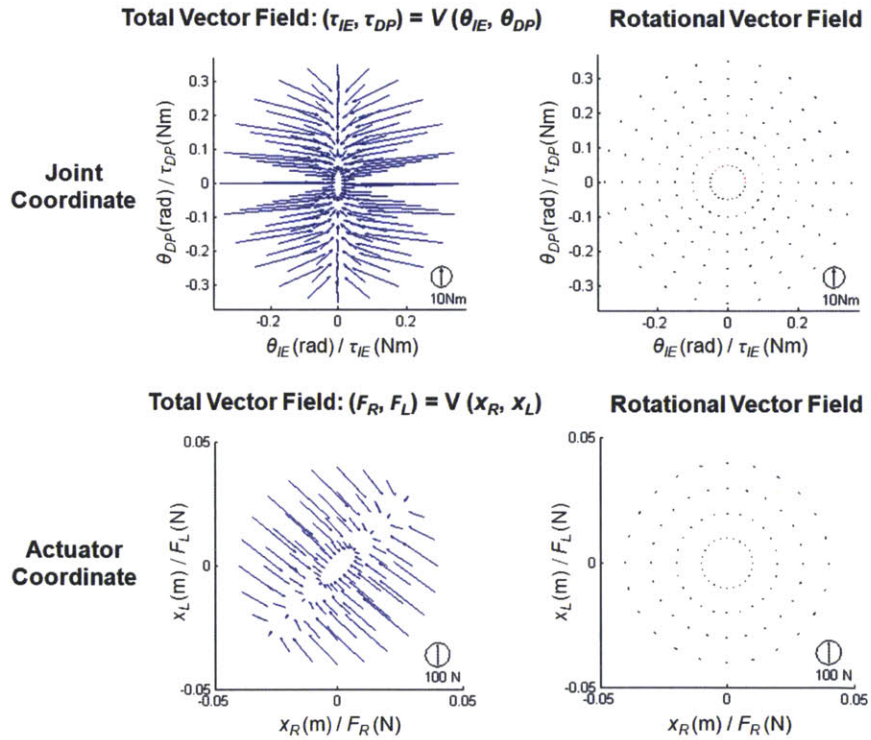 Total Vector Field: (τIE, τDP) = V (θIE, θDP)
Rotational Vector Field
Joint Coordinate
θDP(rad) / τDP(Nm)
0.3
0.2
0.1
0
-0.1
-0.2
-0.3
-0.2
0
0.2
10Nm
θIE(rad) / τIE(Nm)
θDP(rad) / τDP(Nm)
0.3
0.2
0.1
0
-0.1
-0.2
-0.3
-0.2
0
0.2
10Nm
θIE(rad) / τIE(Nm)
Total Vector Field: (FR, FL) = V (xR, xL)
Rotational Vector Field
Actuator Coordinate
xL(m) / FL(N)
0.05
0
-0.05
-0.05
0
0.05
100 N
xR(m) / FR(N)
xL(m) / FL(N)
0.05
0
-0.05
-0.05
0
0.05
100 N
xR(m) / FR(N)